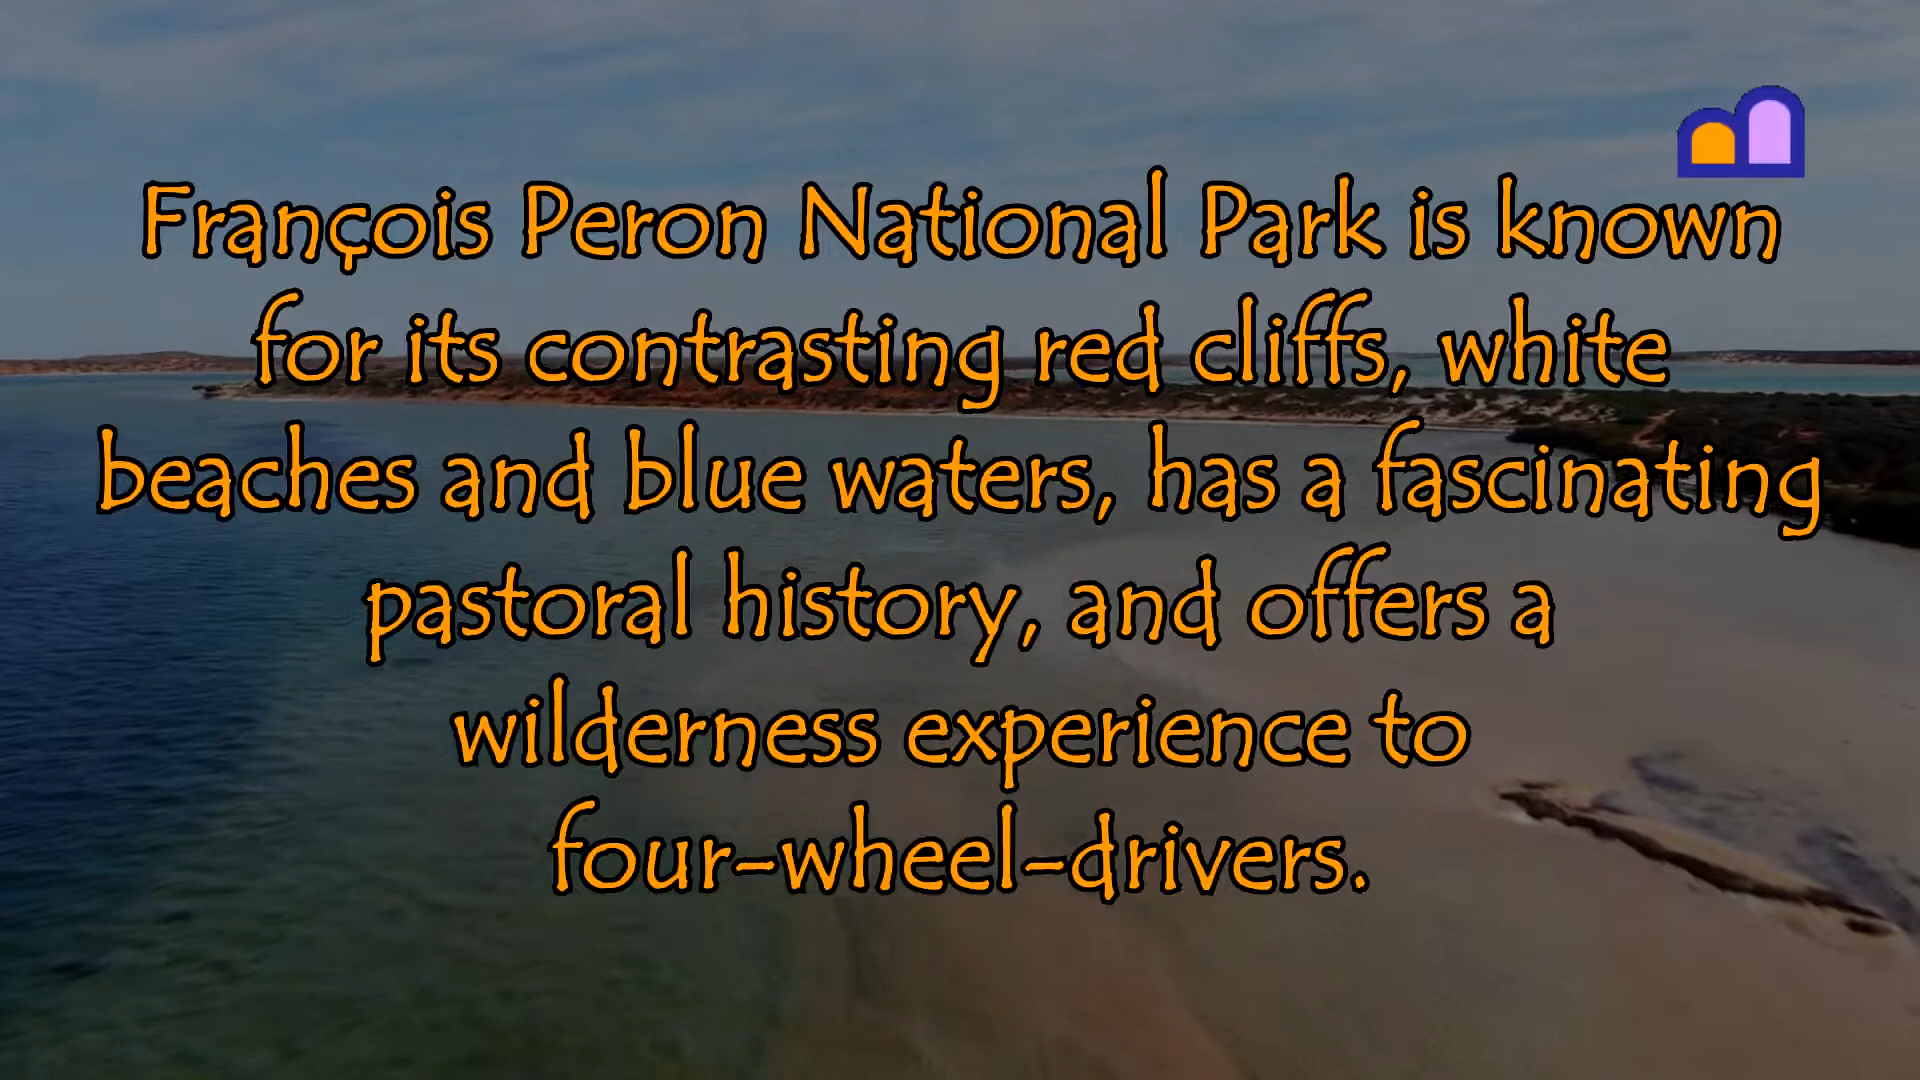 François Peron National Park is known
for its contrasting red cliffs, white
beaches and blue waters, has a fascinating
pastoral history, and offers a
wilderness experience to
four-wheel-drivers.